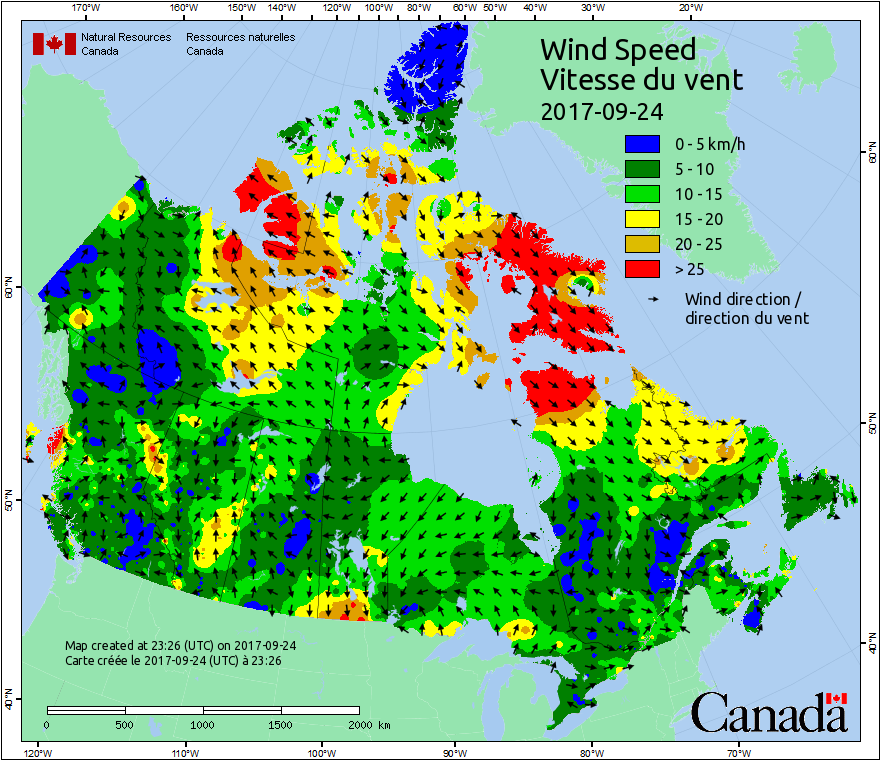 170°W 160°W 150°W 140°W 130°W 120°W 110°W 100°W 90°W 80°W 70°W 60°W 50°W 40°W 30°W 20°W
Natural Resources Canada
Ressources naturelles Canada
Wind Speed
Vitesse du vent
2017-09-24
0 - 5 km/h
5 - 10
10 - 15
15 - 20
20 - 25
> 25
Wind direction /
direction du vent
60°N
60°N
50°N
50°N
40°N
40°N
Map created at 23:26 (UTC) on 2017-09-24
Carte créée le 2017-09-24 (UTC) à 23:26
0 500 1000 1500 2000 km
Canada
120°W 110°W 100°W 90°W 80°W 70°W